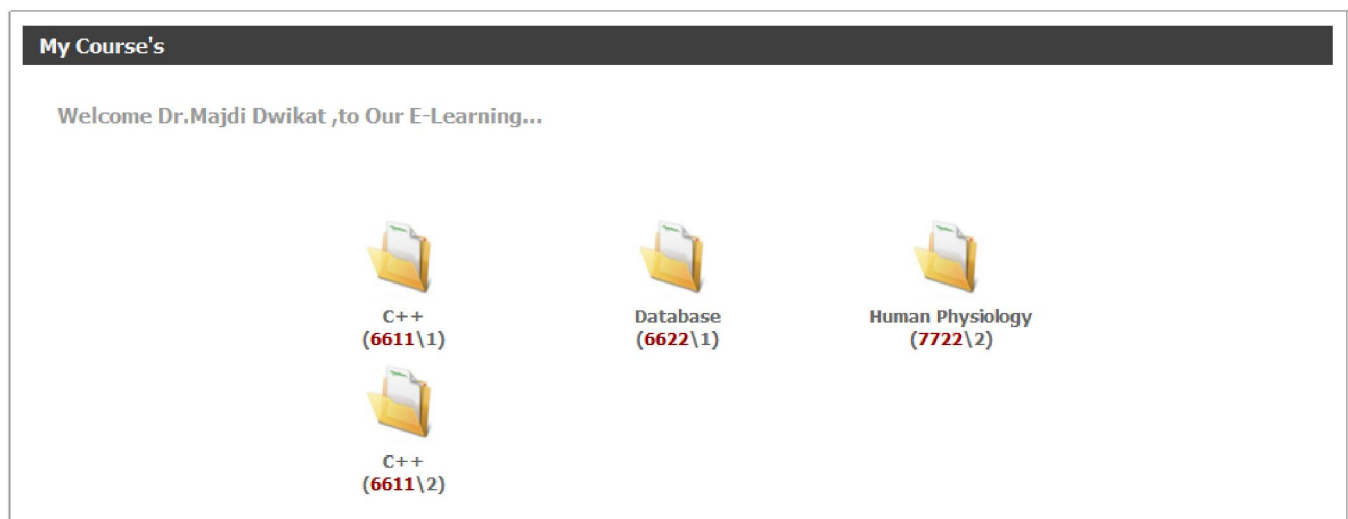 My Course's
Welcome Dr.Majdi Dwikat ,to Our E-Learning...
C++
(6611\1)
Database
(6622\1)
Human Physiology
(7722\2)
C++
(6611\2)